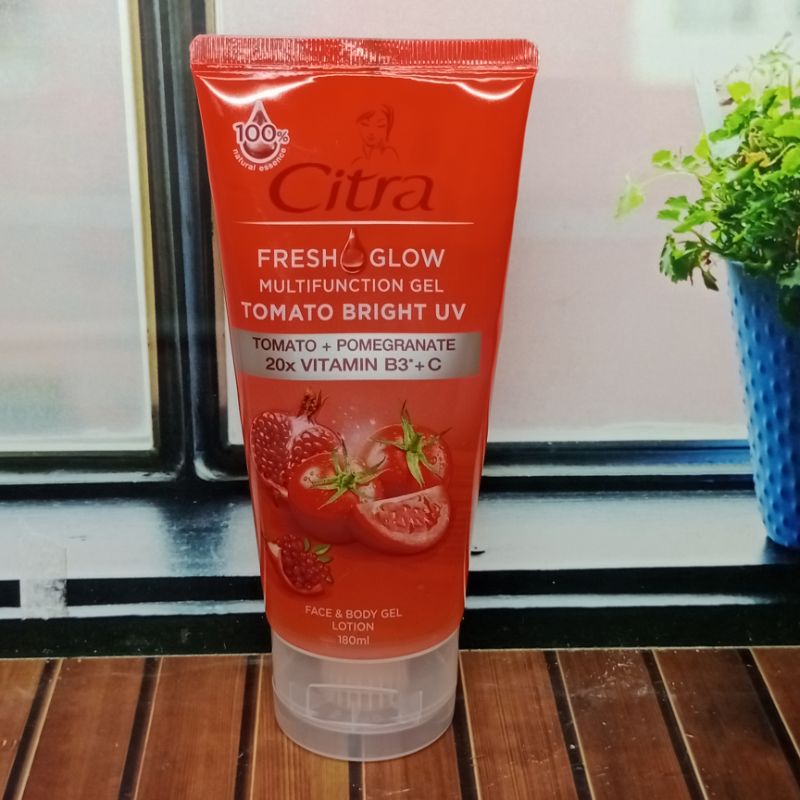 100%
natural essence
Citra
FRESH GLOW
MULTIFUNCTION GEL
TOMATO BRIGHT UV
TOMATO + POMEGRANATE
20x VITAMIN B3*+ C
FACE & BODY GEL
LOTION
180ml